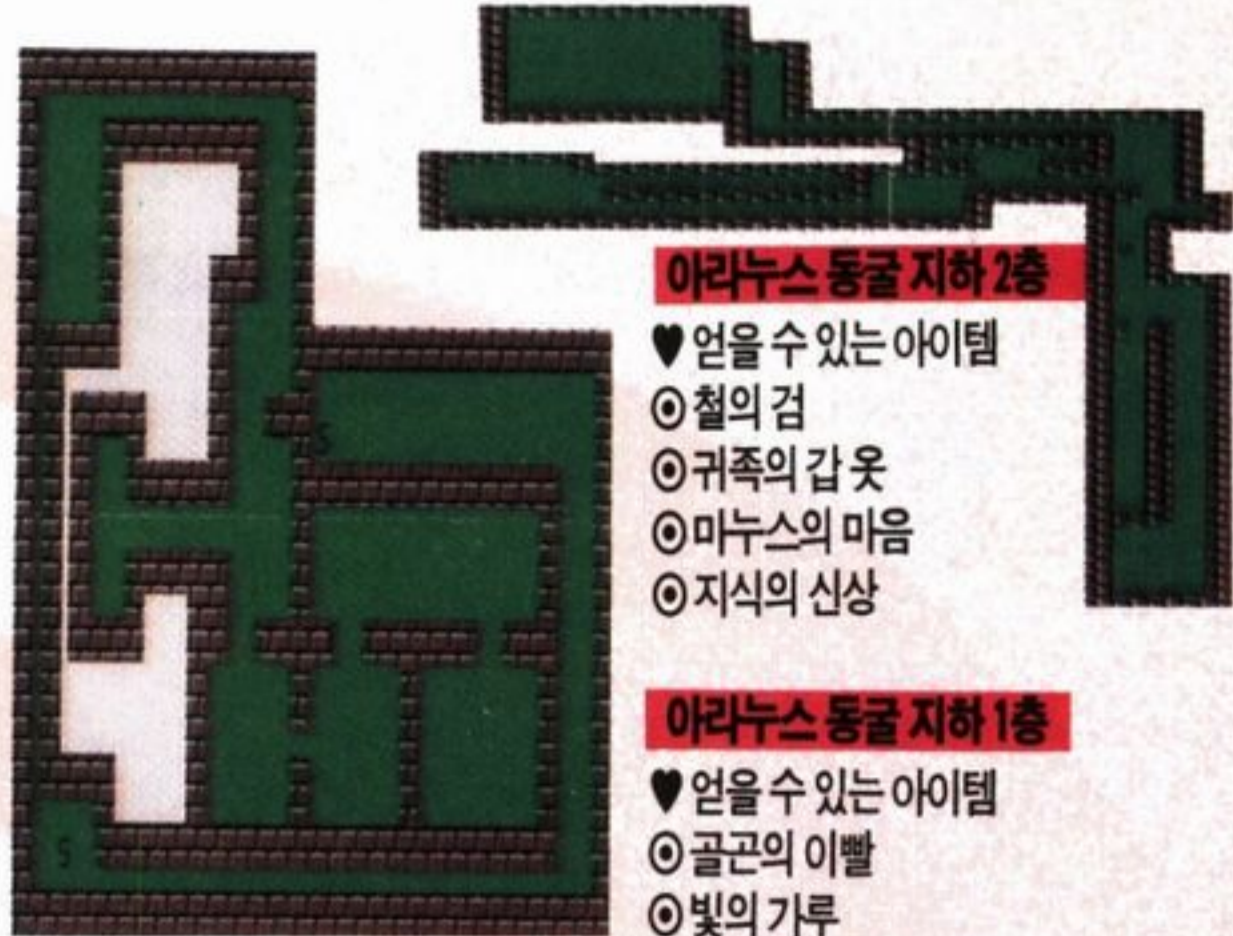 아라누스 동굴 지하 2층
♥ 얻을 수 있는 아이템
⊙ 철의 검
⊙ 귀족의 갑 옷
⊙ 마누스의 마음
⊙ 지식의 신상
S
아라누스 동굴 지하 1층
♥ 얻을 수 있는 아이템
⊙ 골곤의 이빨
⊙ 빛의 가루
S